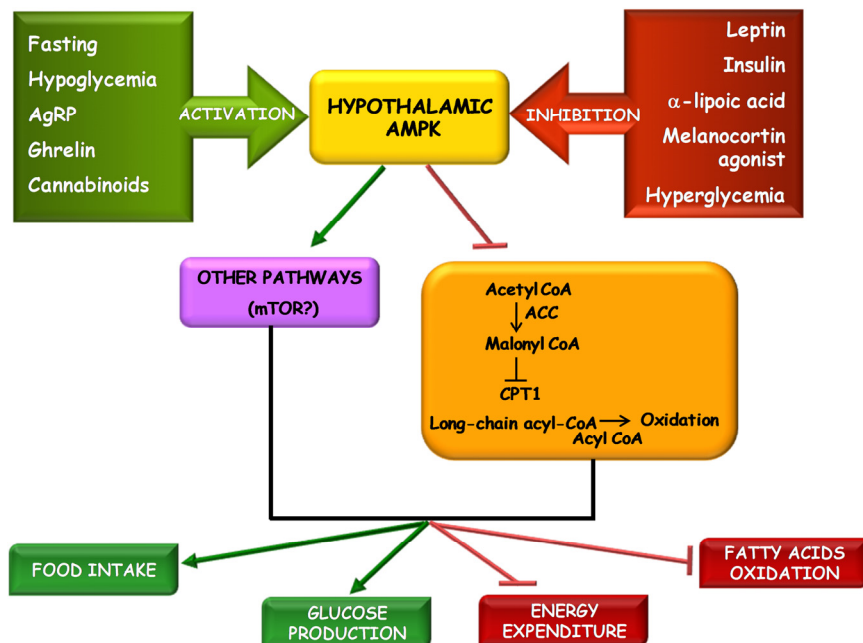 Fasting
Hypoglycemia
AgRP
Ghrelin
Cannabinoids
ACTIVATION
HYPOTHALAMIC
AMPK
INHIBITION
Leptin
Insulin
α-lipoic acid
Melanocortin
agonist
Hyperglycemia
OTHER PATHWAYS
(mTOR?)
Acetyl CoA
ACC
Malonyl CoA
CPT1
Long-chain acyl-CoA
Oxidation
Acyl CoA
FOOD INTAKE
GLUCOSE
PRODUCTION
ENERGY
EXPENDITURE
FATTY ACIDS
OXIDATION